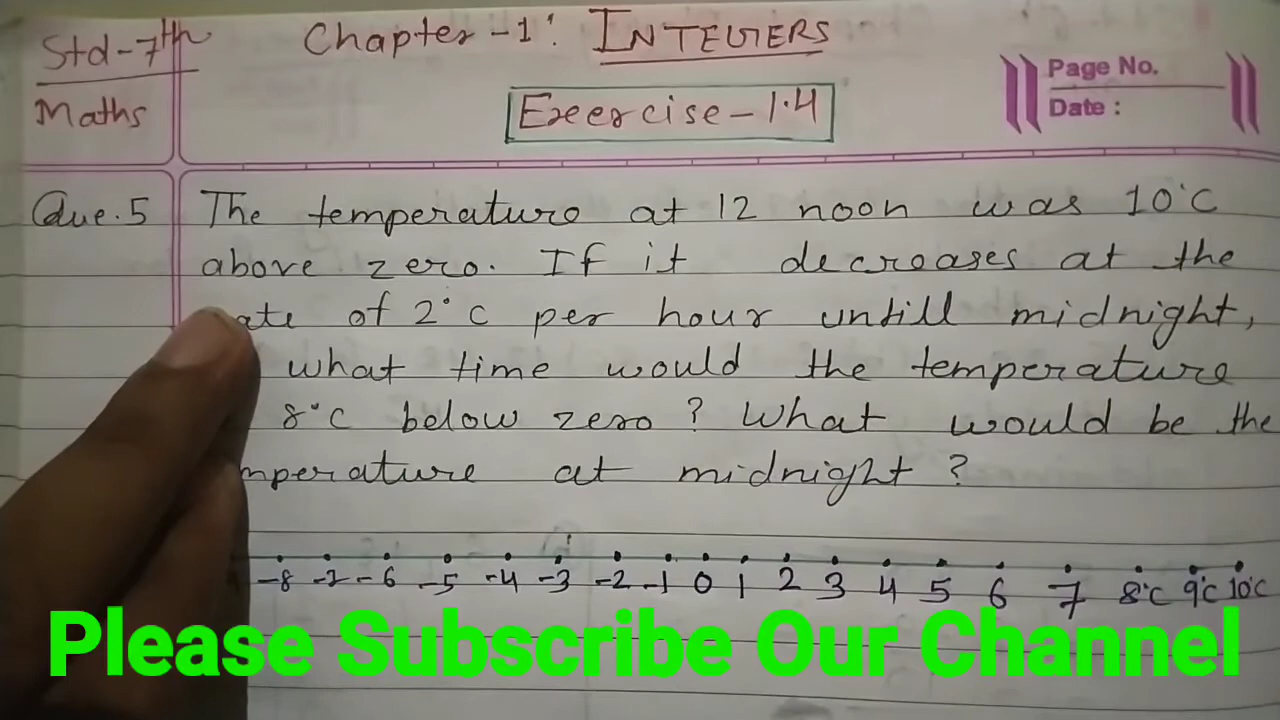 Std-7th
Maths
Chapter-1: INTEGERS
Exercise-1.4
Page No.
Date :
Que.5 The temperature at 12 noon was 10°C
above zero. If it decreases at the
of 2°C per hour untill midnight,
what time would the temperature
8°C below zero? What would be the
at midnight?
-8 -7 -6 -5 -4 -3 -2 -1 0 1 2 3 4 5 6 7 8°C 9°C 10°C
Please Subscribe Our Channel